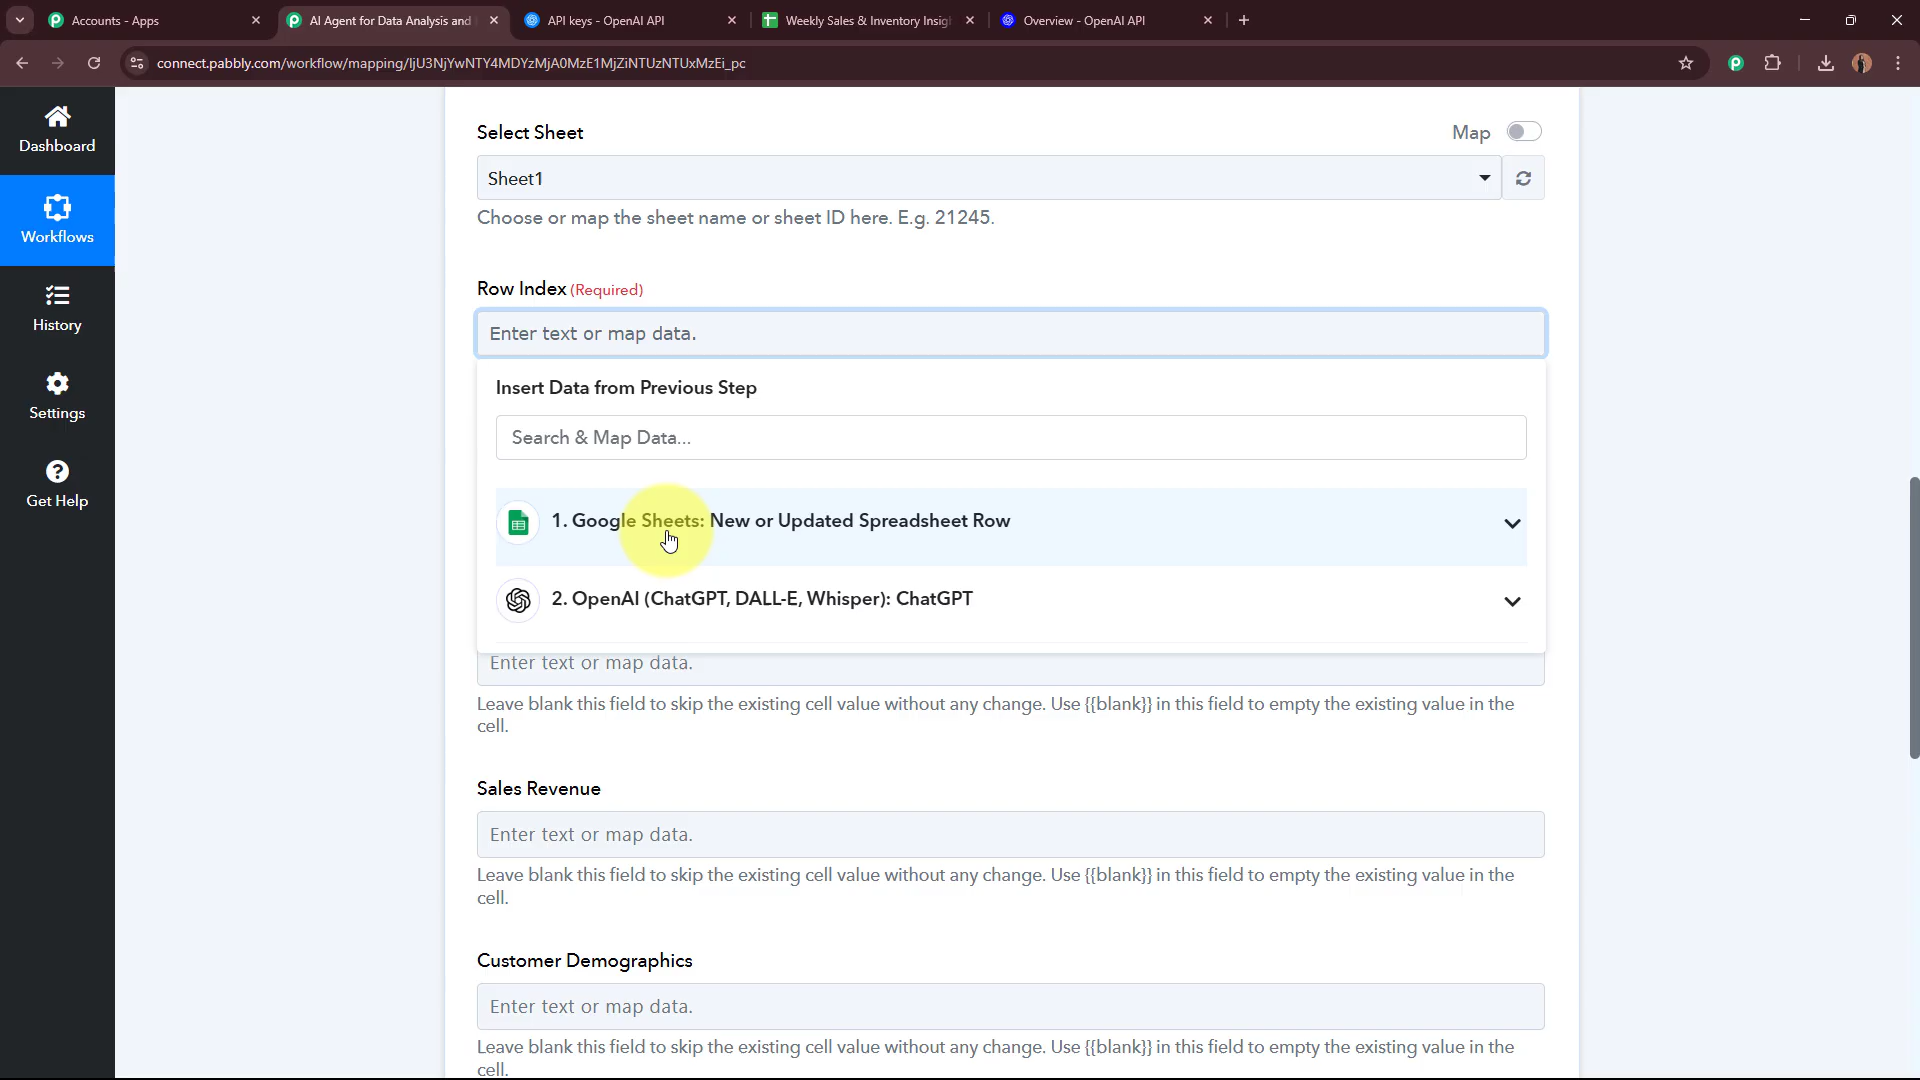 Accounts - Apps
AI Agent for Data Analysis and
API keys - OpenAI API
Weekly Sales & Inventory Insig
Overview - OpenAI API
connect.pabbly.com/workflow/mapping/IjU3NjYwNTY4MDYzMjA0MzE1MjZiNTUzNTUxMzEi_pc
Dashboard
Workflows
History
Settings
Get Help
Select Sheet
Map
Sheet1
Choose or map the sheet name or sheet ID here. E.g. 21245.
Row Index (Required)
Enter text or map data.
Insert Data from Previous Step
Search & Map Data...
1. Google Sheets: New or Updated Spreadsheet Row
2. OpenAI (ChatGPT, DALL-E, Whisper): ChatGPT
Enter text or map data.
Leave blank this field to skip the existing cell value without any change. Use {{blank}} in this field to empty the existing value in the
cell.
Sales Revenue
Enter text or map data.
Leave blank this field to skip the existing cell value without any change. Use {{blank}} in this field to empty the existing value in the
cell.
Customer Demographics
Enter text or map data.
Leave blank this field to skip the existing cell value without any change. Use {{blank}} in this field to empty the existing value in the
cell.